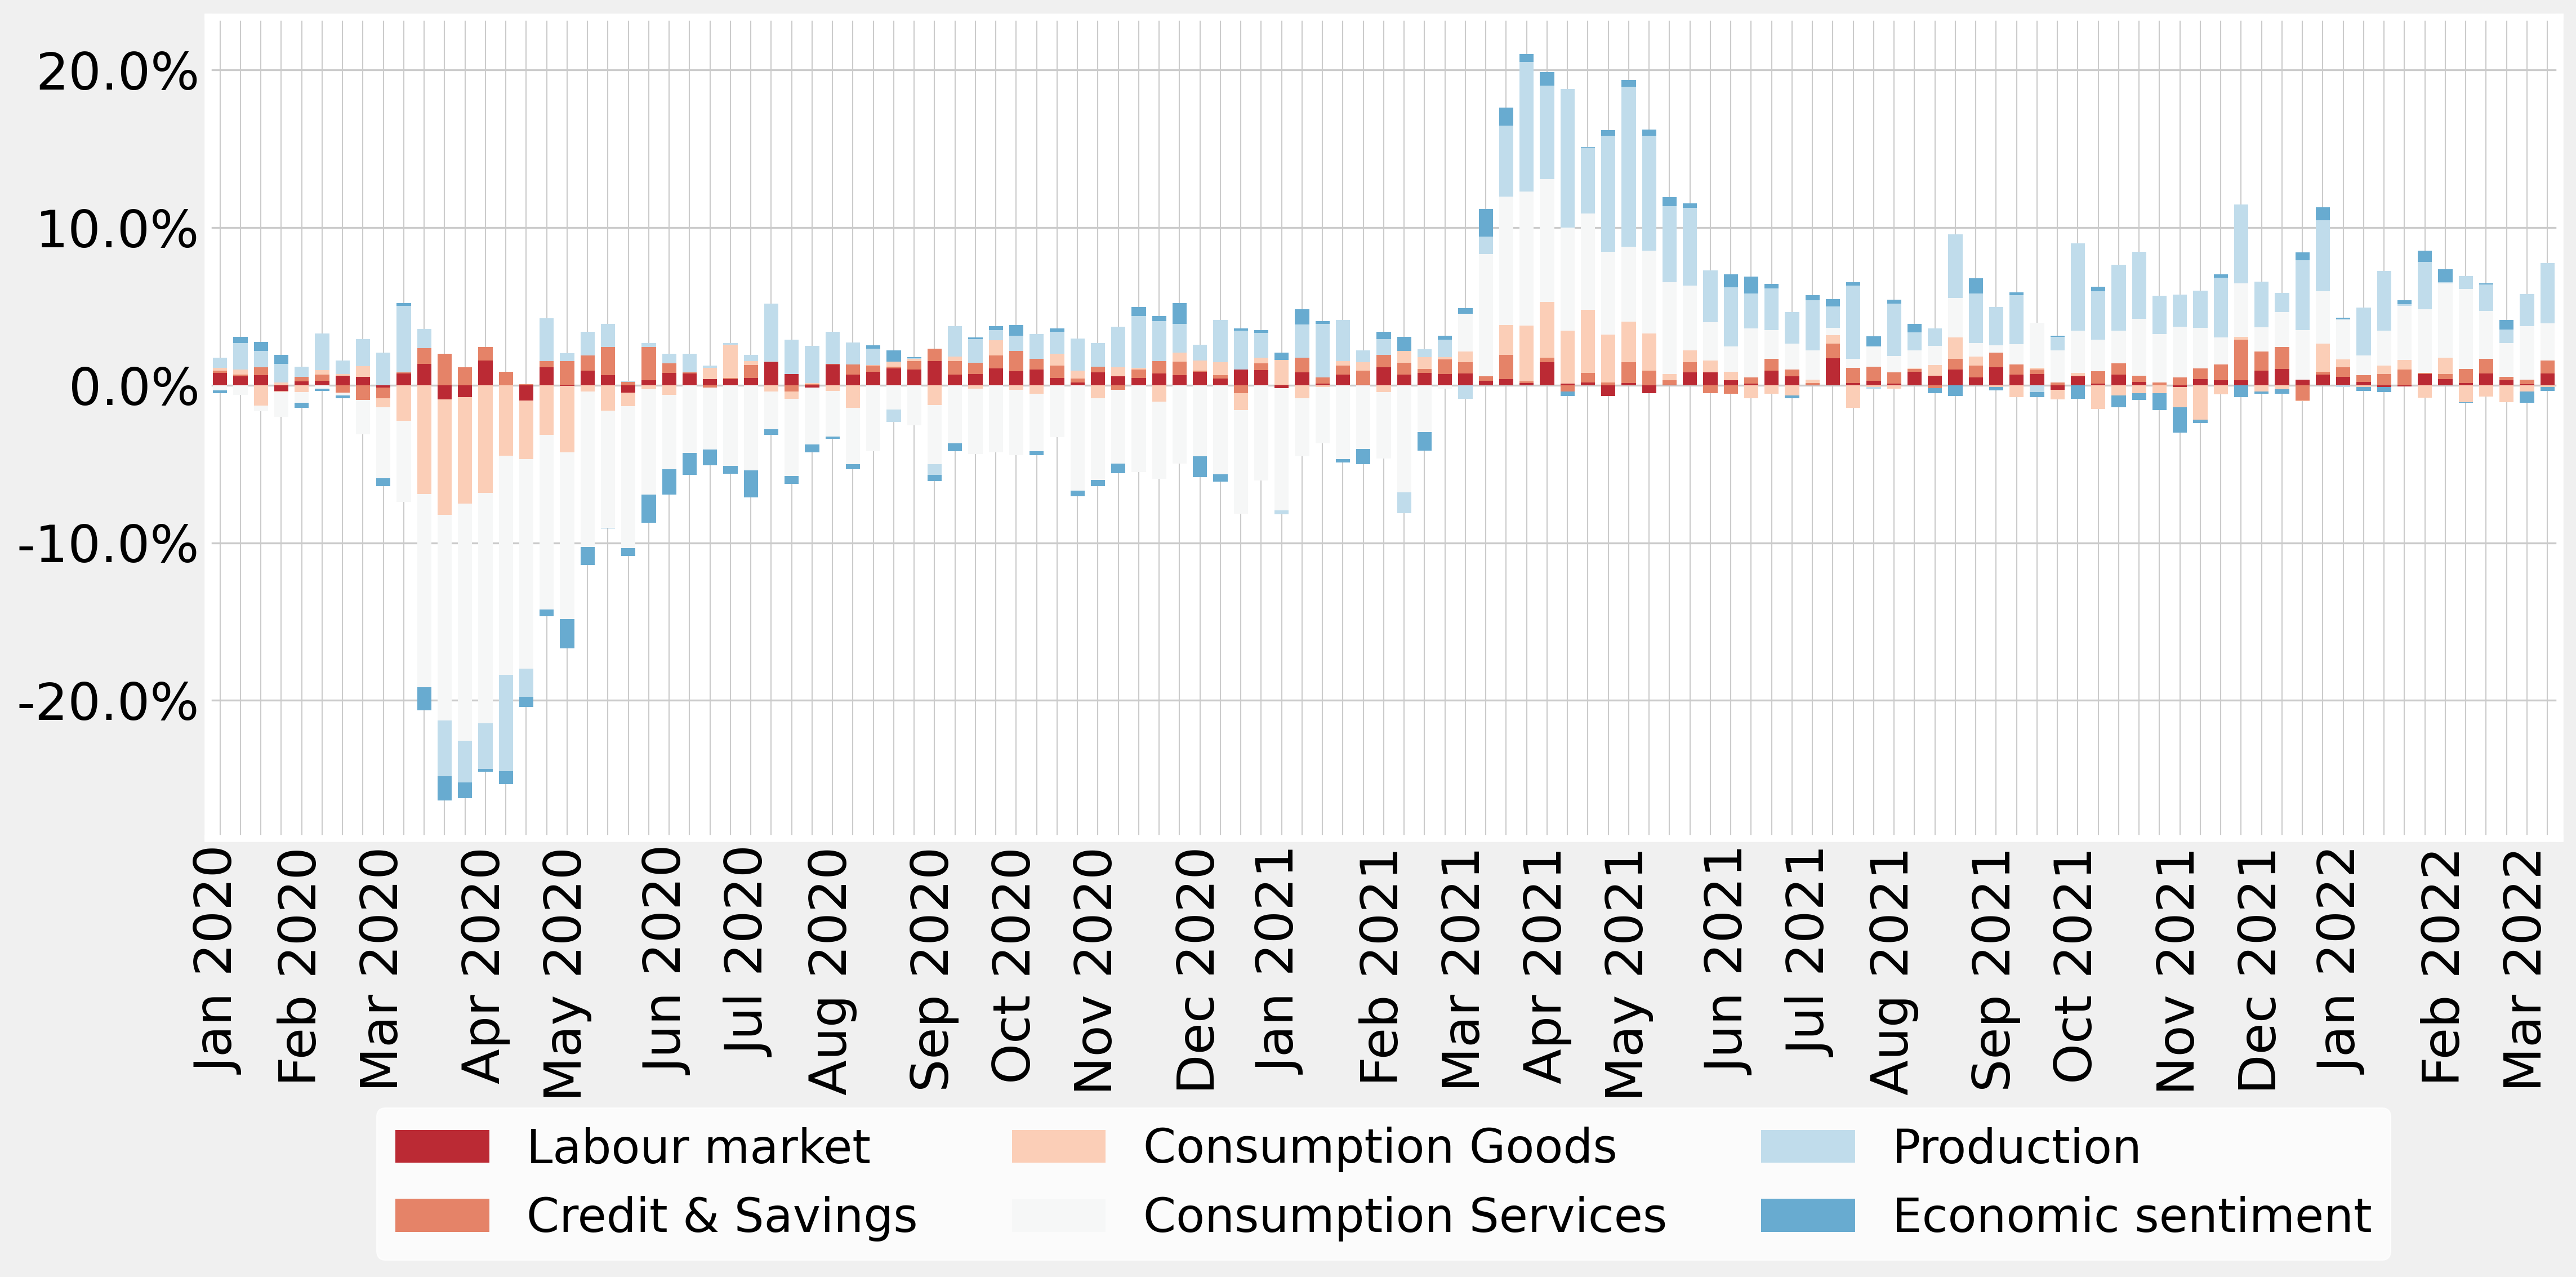 20.0%
10.0%
0.0%
-10.0%
-20.0%
Jan 2020
Feb 2020
Mar 2020
Apr 2020
May 2020
Jun 2020
Jul 2020
Aug 2020
Sep 2020
Oct 2020
Nov 2020
Dec 2020
Jan 2021
Feb 2021
Mar 2021
Apr 2021
May 2021
Jun 2021
Jul 2021
Aug 2021
Sep 2021
Oct 2021
Nov 2021
Dec 2021
Jan 2022
Feb 2022
Mar 2022
Labour market
Credit & Savings
Consumption Goods
Consumption Services
Production
Economic sentiment